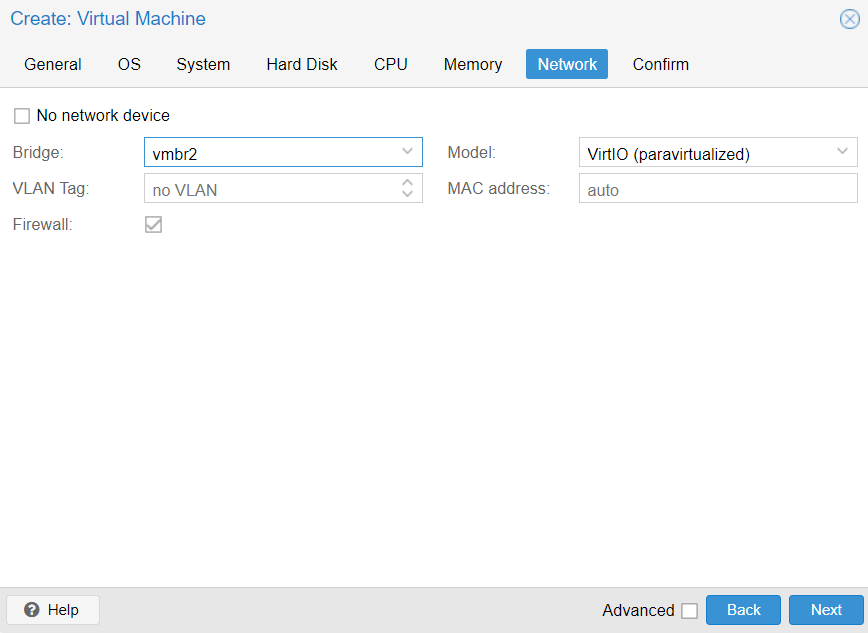 Create: Virtual Machine
General OS System Hard Disk CPU Memory Network Confirm
No network device
Bridge: vmbr2 Model: VirtIO (paravirtualized)
VLAN Tag: no VLAN MAC address: auto
Firewall:
Help Advanced Back Next